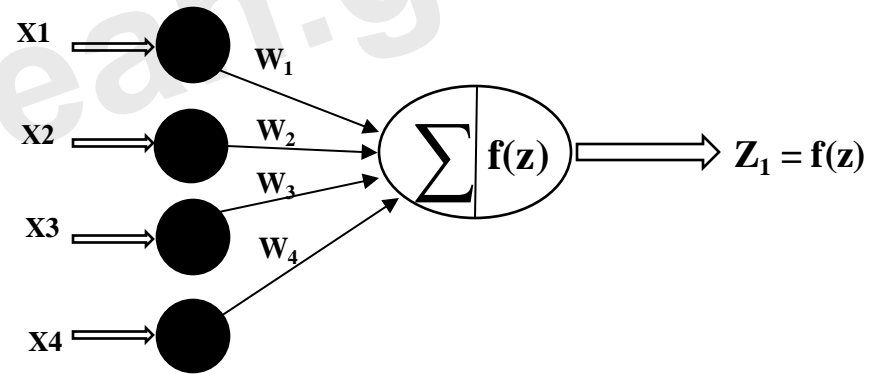 X1
W₁
X2
W₂
∑ f(z)
Z₁ = f(z)
W₃
X3
W₄
X4